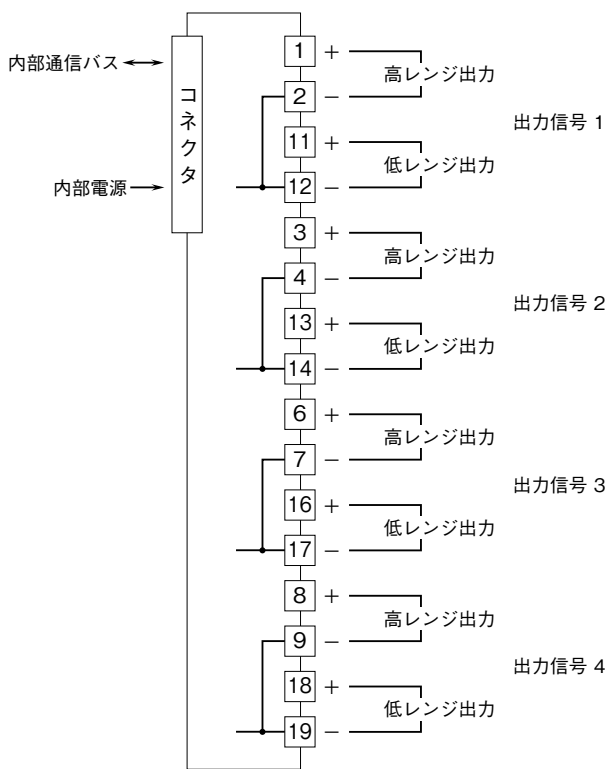 内部通信バス
内部電源
コネクタ
1 +
高レンジ出力
2 −
出力信号 1
11 +
低レンジ出力
12 −
3 +
高レンジ出力
4 −
出力信号 2
13 +
低レンジ出力
14 −
6 +
高レンジ出力
7 −
出力信号 3
16 +
低レンジ出力
17 −
8 +
高レンジ出力
9 −
出力信号 4
18 +
低レンジ出力
19 −